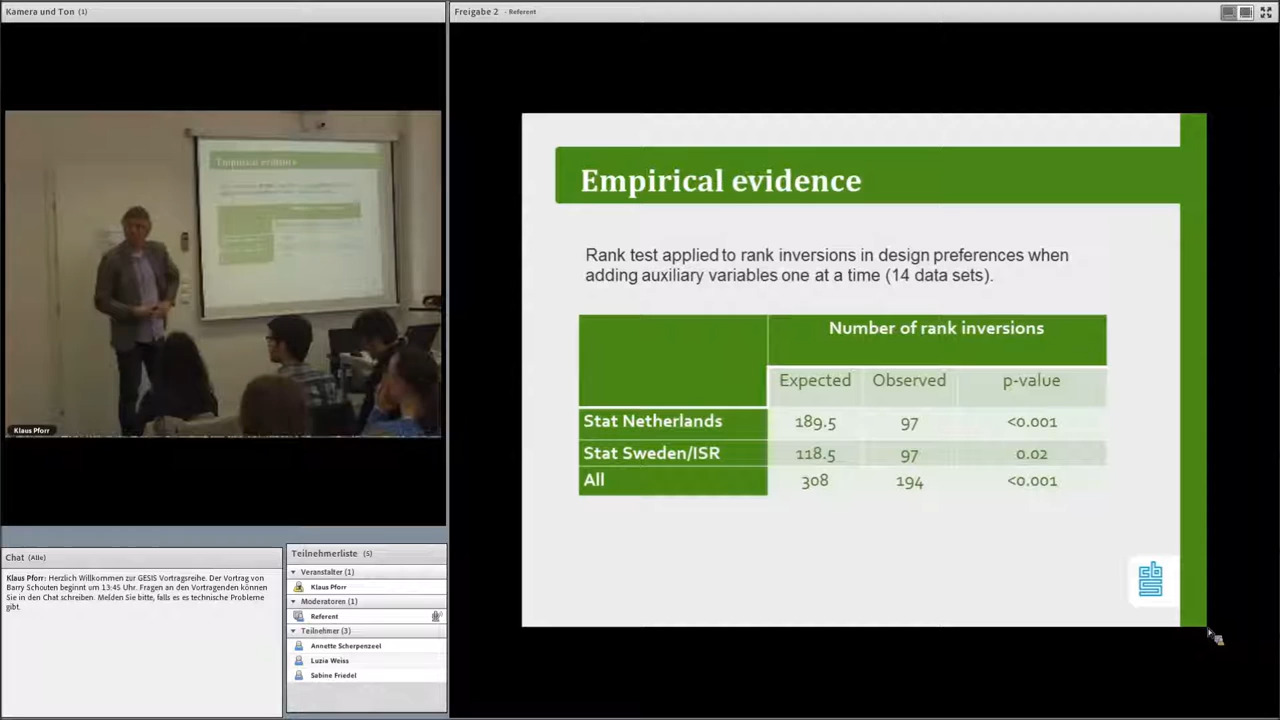 Kamera und Ton (1)
Empirical evidence
Klaus Pforr
Freigabe 2 - Referent
Empirical evidence
Rank test applied to rank inversions in design preferences when
adding auxiliary variables one at a time (14 data sets).
Number of rank inversions
Expected Observed p-value
Stat Netherlands 189.5 97 <0.001
Stat Sweden/ISR 118.5 97 0.02
All 308 194 <0.001
cbs
Chat (Alle)
Klaus Pforr: Herzlich Willkommen zur GESIS Vortragsreihe. Der Vortrag von
Barry Schouten beginnt um 13:45 Uhr. Fragen an den Vortragenden können
Sie in den Chat schreiben. Melden Sie bitte, falls es es technische Probleme
gibt.
Teilnehmerliste (5)
Veranstalter (1)
Klaus Pforr
Moderatoren (1)
Referent
Teilnehmer (3)
Annette Scherpenzeel
Luzia Weiss
Sabine Friedel